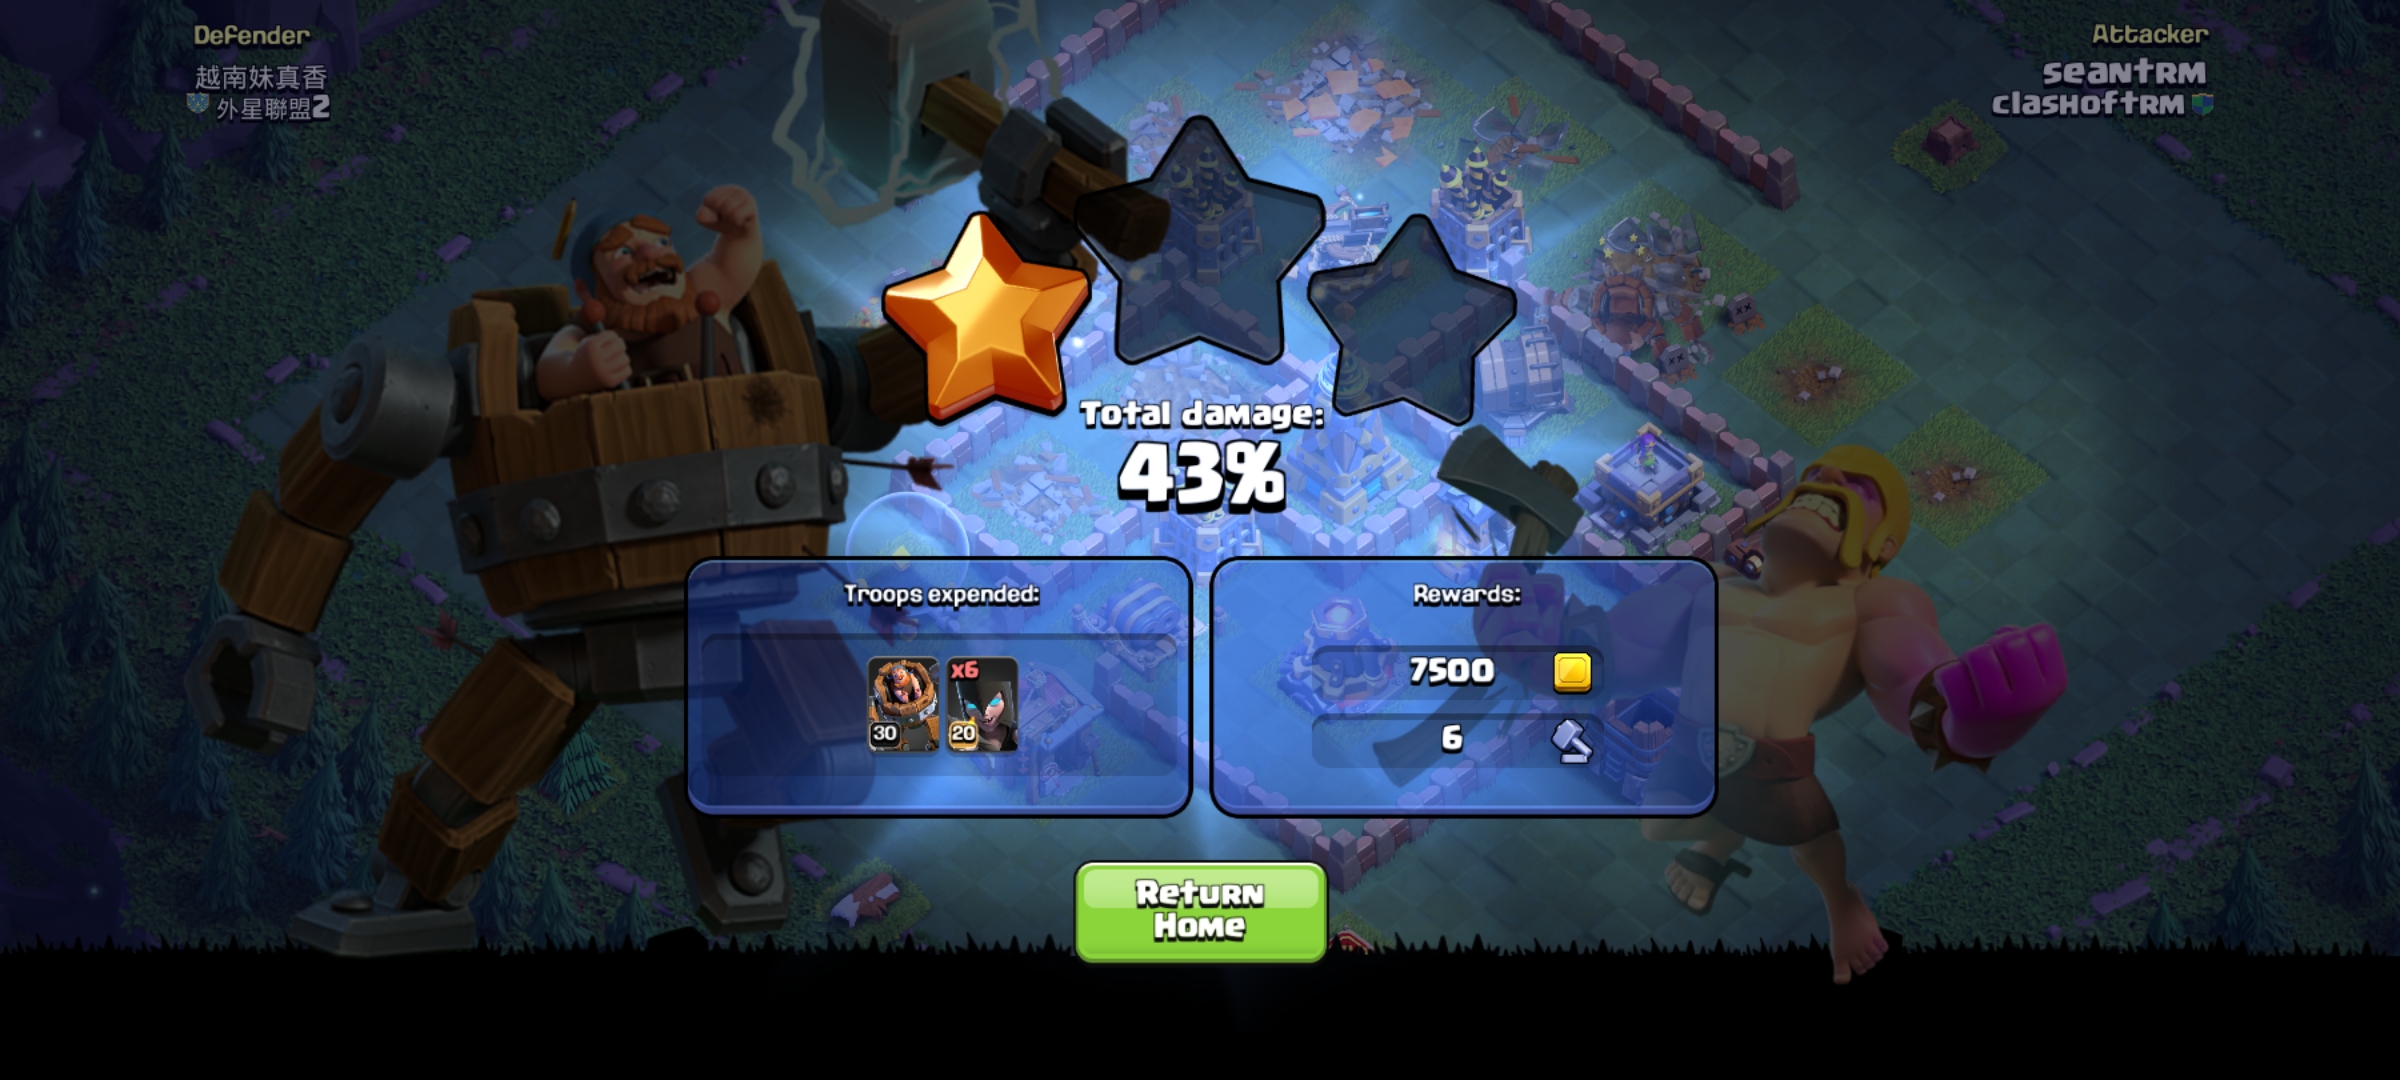 Defender
越南妹真香
外星聯盟2
Attacker
seantRM
clashoftRM
Total damage:
43%
Troops expended:
30
x6
20
Rewards:
7500
6
Return
Home